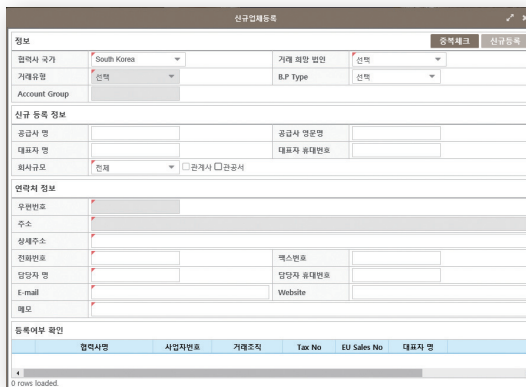 신규업체등록
정보 중복체크 신규등록
협력사 국가 South Korea 거래 희망 법인 선택
거래유형 선택 B.P Type 선택
Account Group
신규 등록 정보
공급사 명 공급사 영문명
대표자 명 대표자 휴대번호
회사규모 전체 관계사 관공서
연락처 정보
우편번호
주소
상세주소
전화번호 팩스번호
담당자 명 담당자 휴대번호
E-mail Website
메모
등록여부 확인
협력사명 사업자번호 거래조직 Tax No EU Sales No 대표자 명
0 rows loaded.